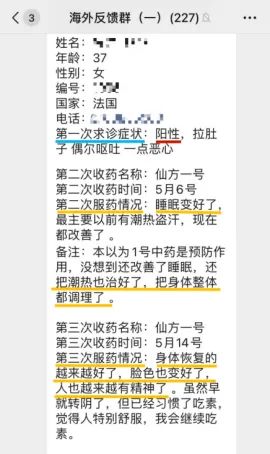 3
海外反馈群（一）(227)
姓名：
年龄：37
性别：女
编号：
国家：法国
电话：
第一次求诊症状：阳性，拉肚
子 偶尔呕吐 一点恶心
第二次收药名称：仙方一号
第二次收药时间：5月6号
第二次服药情况：睡眠变好了，
最主要以前有潮热盗汗，现在
都改善了。
备注：本以为1号中药是预防作
用，没想到还改善了睡眠，还
把潮热也治好了，把身体整体
都调理了。
第三次收药名称：仙方一号
第三次收药时间：5月14号
第三次服药情况：身体恢复的
越来越好了，脸色也变好了，
人也越来越有精神了。虽然早
就转阴了，但已经习惯了吃素，
觉得人特别舒服，我会继续吃
素。